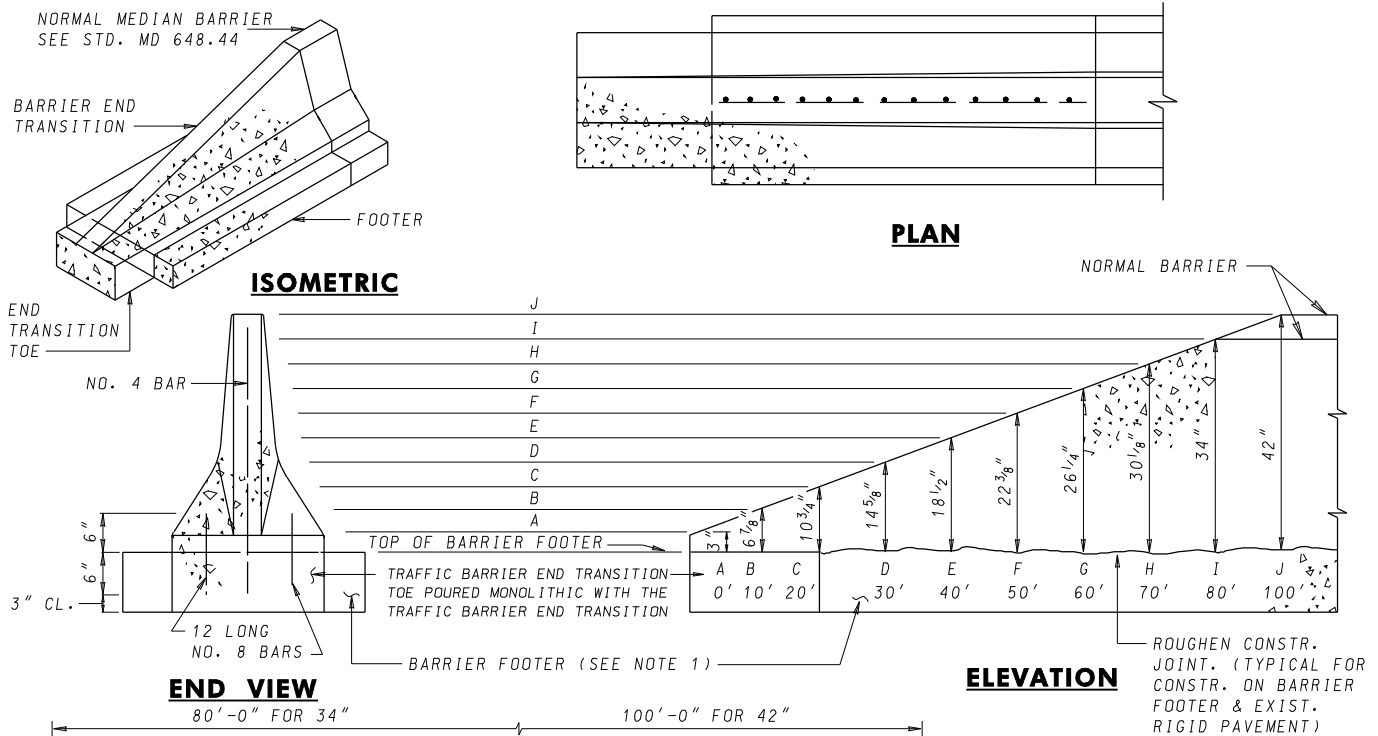 NORMAL MEDIAN BARRIER
SEE STD. MD 648.44
BARRIER END
TRANSITION
FOOTER
ISOMETRIC
END
TRANSITION
TOE
PLAN
NORMAL BARRIER
J
I
H
G
F
E
D
C
B
A
NO. 4 BAR
6"
6"
3" CL.
12 LONG
NO. 8 BARS
END VIEW
TOP OF BARRIER FOOTER
TRAFFIC BARRIER END TRANSITION
TOE POURED MONOLITHIC WITH THE
TRAFFIC BARRIER END TRANSITION
BARRIER FOOTER (SEE NOTE 1)
3"
6 7/8"
10 3/4"
14 5/8"
18 1/2"
22 3/8"
26 1/4"
30 1/8"
34"
42"
A B C D E F G H I J
0' 10' 20' 30' 40' 50' 60' 70' 80' 100'
ELEVATION
ROUGHEN CONSTR.
JOINT. (TYPICAL FOR
CONSTR. ON BARRIER
FOOTER & EXIST.
RIGID PAVEMENT)
80'-0" FOR 34"
100'-0" FOR 42"